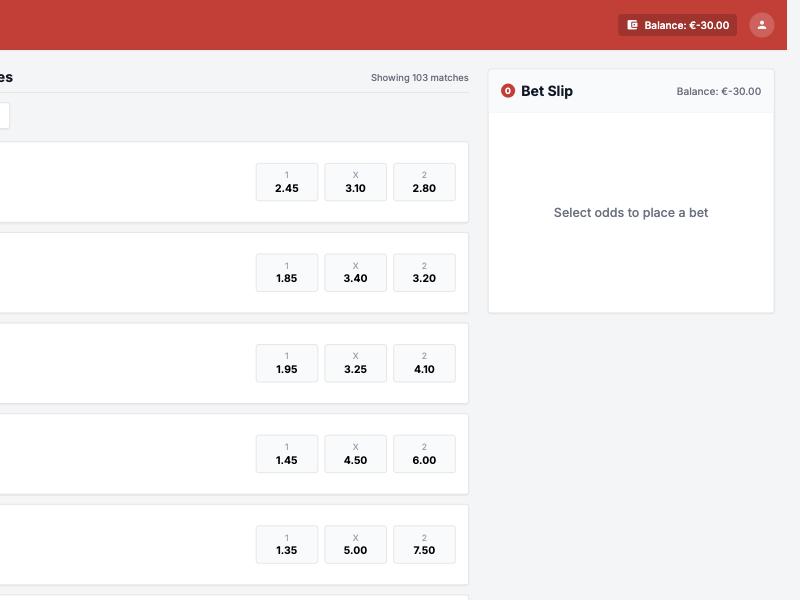 Balance: €-30.00
es
Showing 103 matches
1 X 2
2.45 3.10 2.80
1 X 2
1.85 3.40 3.20
1 X 2
1.95 3.25 4.10
1 X 2
1.45 4.50 6.00
1 X 2
1.35 5.00 7.50
0 Bet Slip Balance: €-30.00
Select odds to place a bet